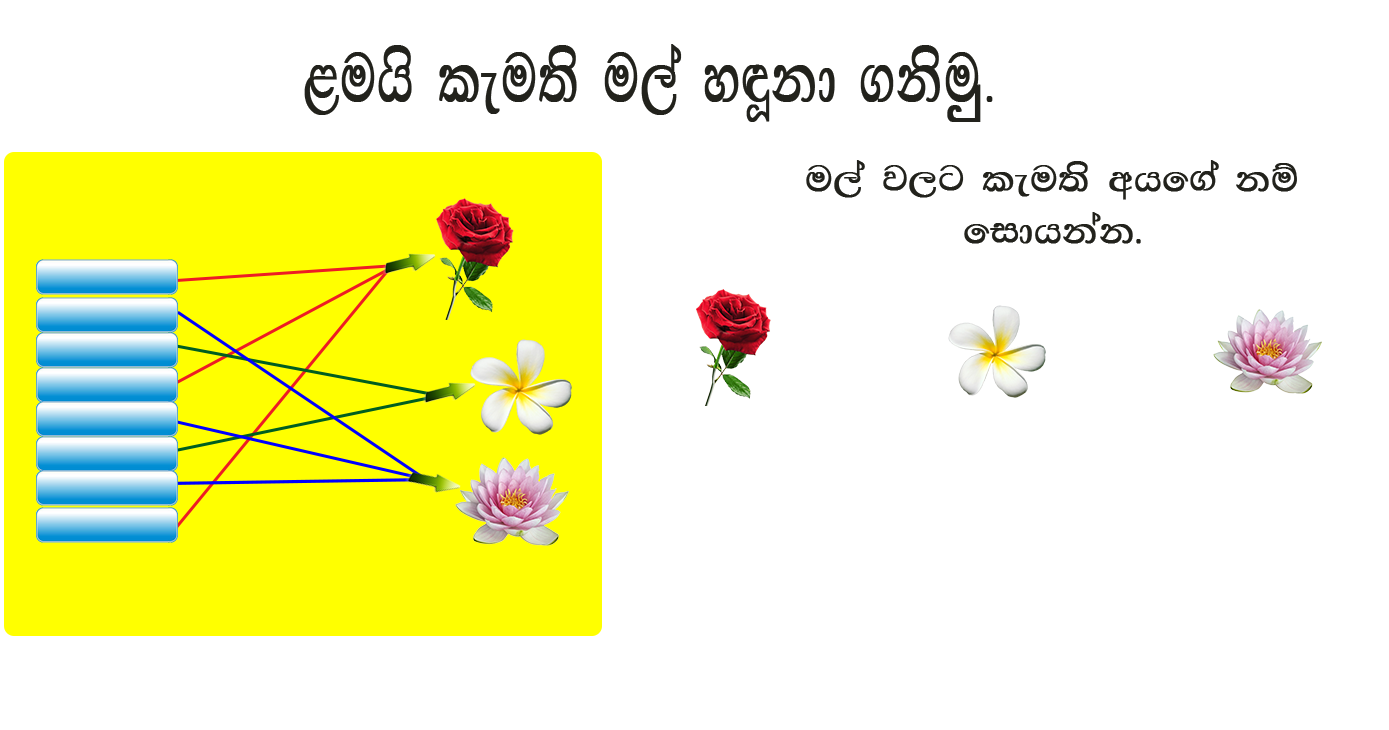 ළමයි කැමති මල් හඳූනා ගනිමු.
මල් වලට කැමති අයගේ නම්
සොයන්න.